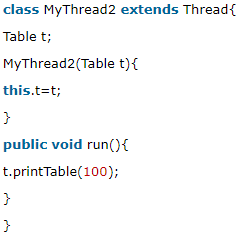 class MyThread2 extends Thread{
Table t;
MyThread2(Table t){
this.t=t;
}
public void run(){
t.printTable(100);
}
}